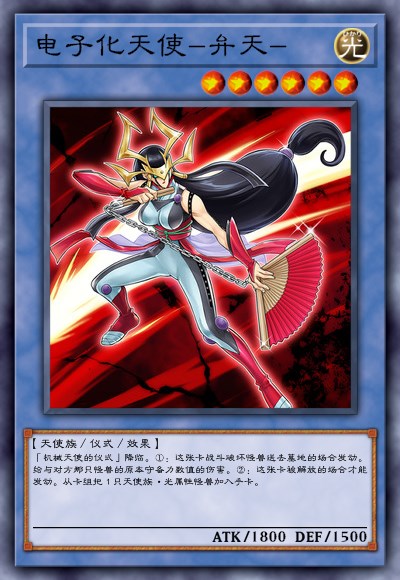 电子化天使-弁天-
光
ひかり
【天使族/仪式/效果】
「机械天使的仪式」降临。①：这张卡战斗破坏怪兽送去墓地的场合发动。
给与对方那只怪兽的原本守备力数值的伤害。②：这张卡被解放的场合才能
发动。从卡组把1只天使族·光属性怪兽加入手卡。
ATK/1800 DEF/1500